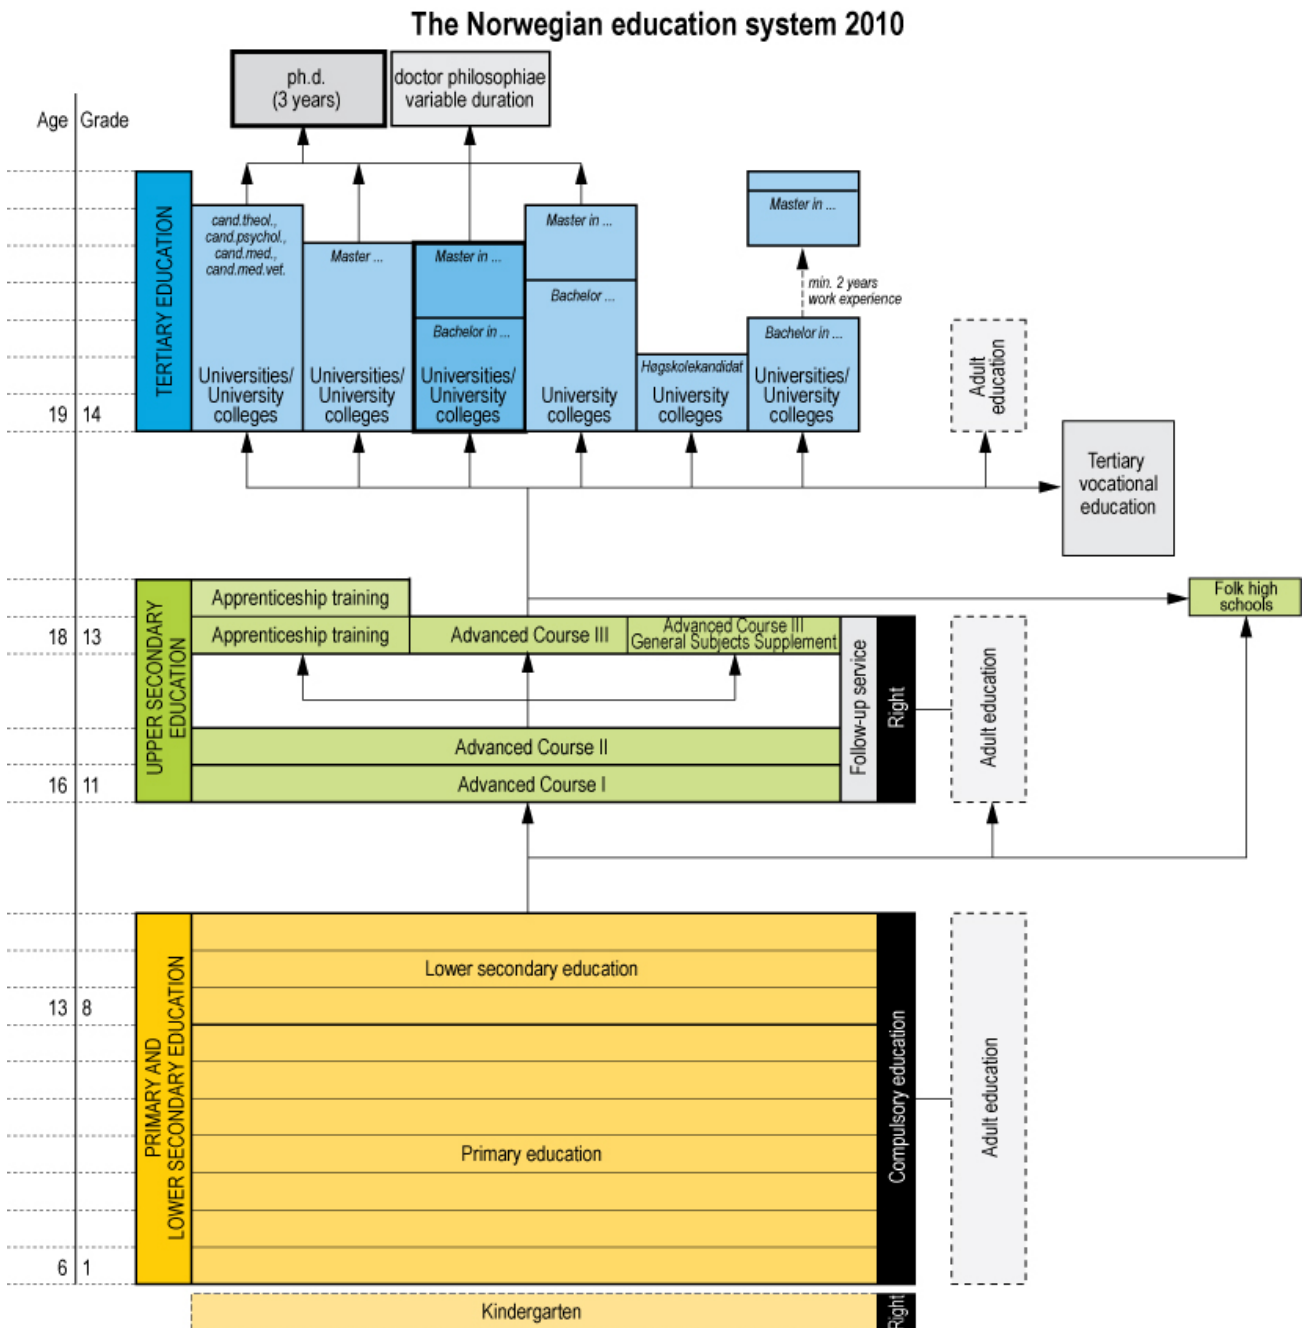 The Norwegian education system 2010
ph.d.
(3 years)
doctor philosophiae
variable duration
Age
Grade
TERTIARY EDUCATION
cand.theol.,
cand.psychol.,
cand.med.,
cand.med.vet.
Universities/
University
colleges
Master ...
Universities/
University
colleges
Master in ...
Bachelor in ...
Universities/
University
colleges
Master in ...
Bachelor ...
University
colleges
Høgskolekandidat
University
colleges
Master in ...
min. 2 years
work experience
Bachelor in ...
Universities/
University
colleges
Adult
education
19
14
Tertiary
vocational
education
UPPER SECONDARY
EDUCATION
Apprenticeship training
Folk high
schools
18
13
Apprenticeship training
Advanced Course III
Advanced Course III
General Subjects Supplement
Follow-up service
Right
Adult education
Advanced Course II
16
11
Advanced Course I
PRIMARY AND
LOWER SECONDARY EDUCATION
Lower secondary education
13
8
Primary education
Compulsory education
Adult education
6
1
Kindergarten
Right